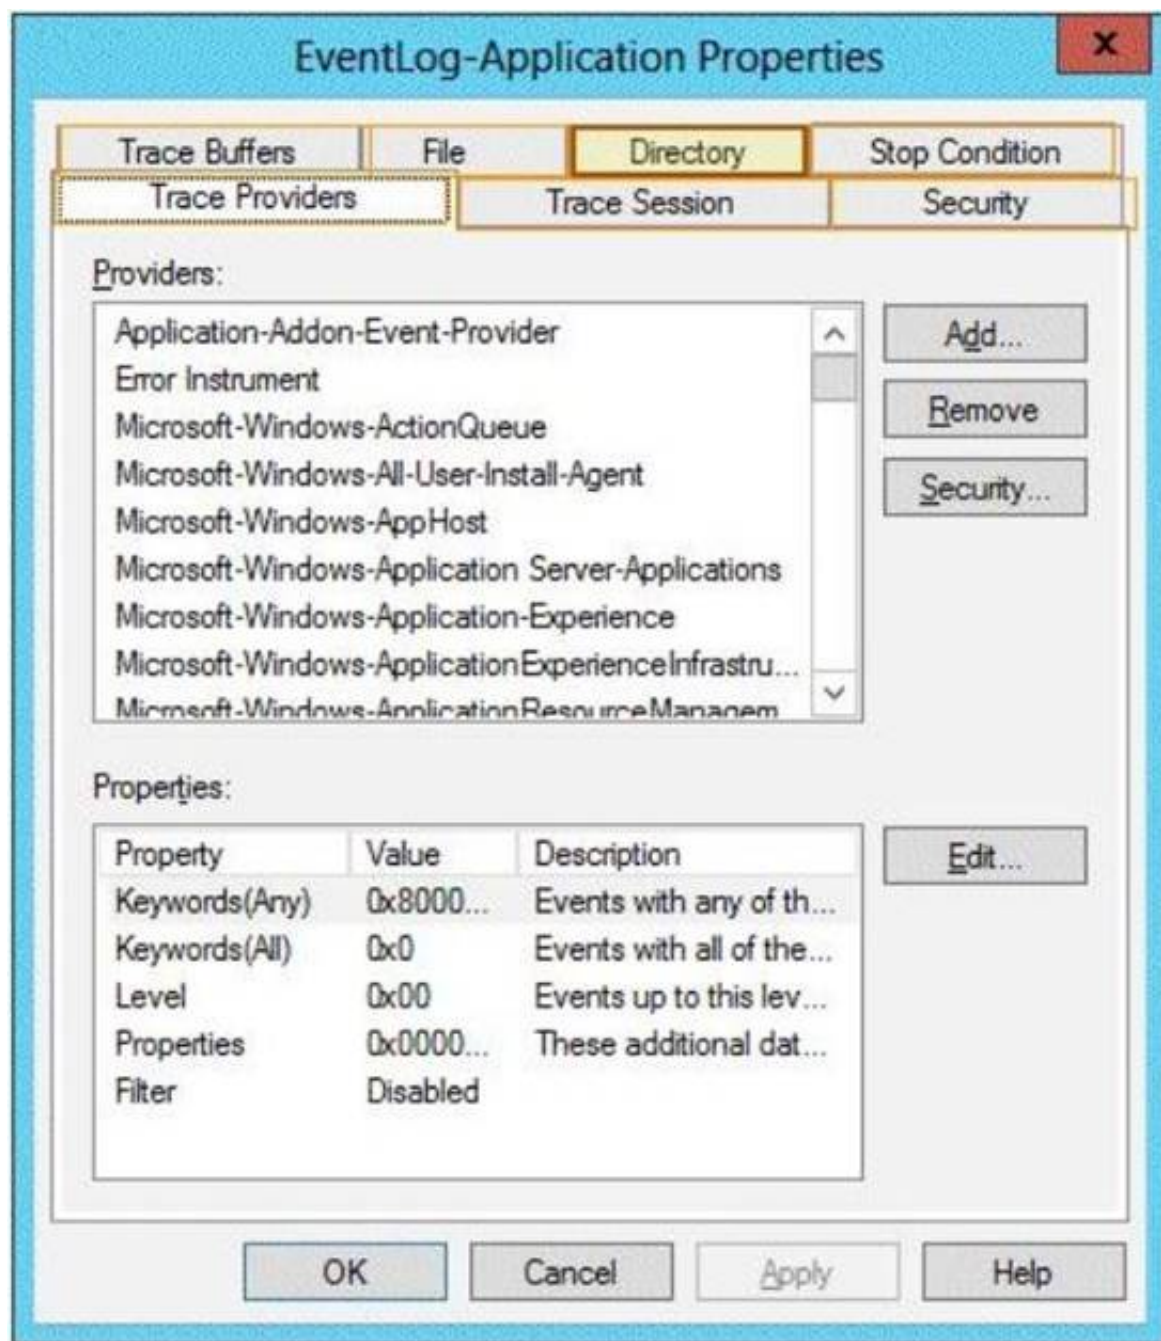 EventLog-Application Properties
x
Trace Buffers File Directory Stop Condition
Trace Providers Trace Session Security
Providers:
Application-Addon-Event-Provider
Error Instrument
Microsoft-Windows-ActionQueue
Microsoft-Windows-All-User-Install-Agent
Microsoft-Windows-AppHost
Microsoft-Windows-Application Server-Applications
Microsoft-Windows-Application-Experience
Microsoft-Windows-ApplicationExperienceInfrastru...
Microsoft-Windows-ApplicationResourceManagem
Add...
Remove
Security...
Properties:
Property Value Description
Keywords(Any) 0x8000... Events with any of th...
Keywords(All) 0x0 Events with all of the...
Level 0x00 Events up to this lev...
Properties 0x0000... These additional dat...
Filter Disabled
Edit...
OK Cancel Apply Help